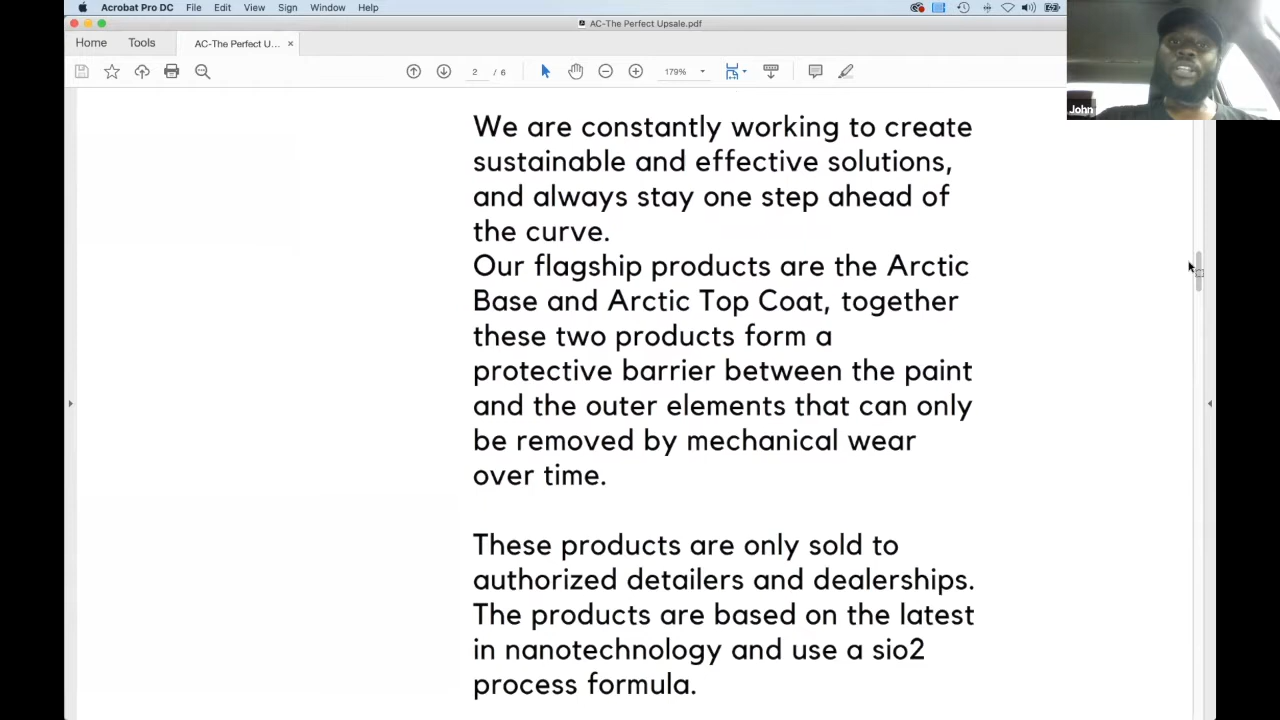 Acrobat Pro DC File Edit View Sign Window Help
AC-The Perfect Upsale.pdf
Home Tools AC-The Perfect U... ×
2 / 6 179%
John
We are constantly working to create
sustainable and effective solutions,
and always stay one step ahead of
the curve.
Our flagship products are the Arctic
Base and Arctic Top Coat, together
these two products form a
protective barrier between the paint
and the outer elements that can only
be removed by mechanical wear
over time.
These products are only sold to
authorized detailers and dealerships.
The products are based on the latest
in nanotechnology and use a sio2
process formula.